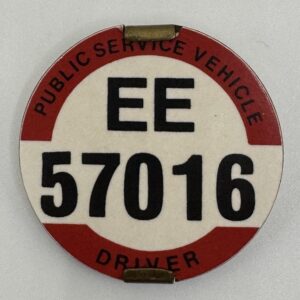 PUBLIC SERVICE VEHICLE
EE
57016
DRIVER